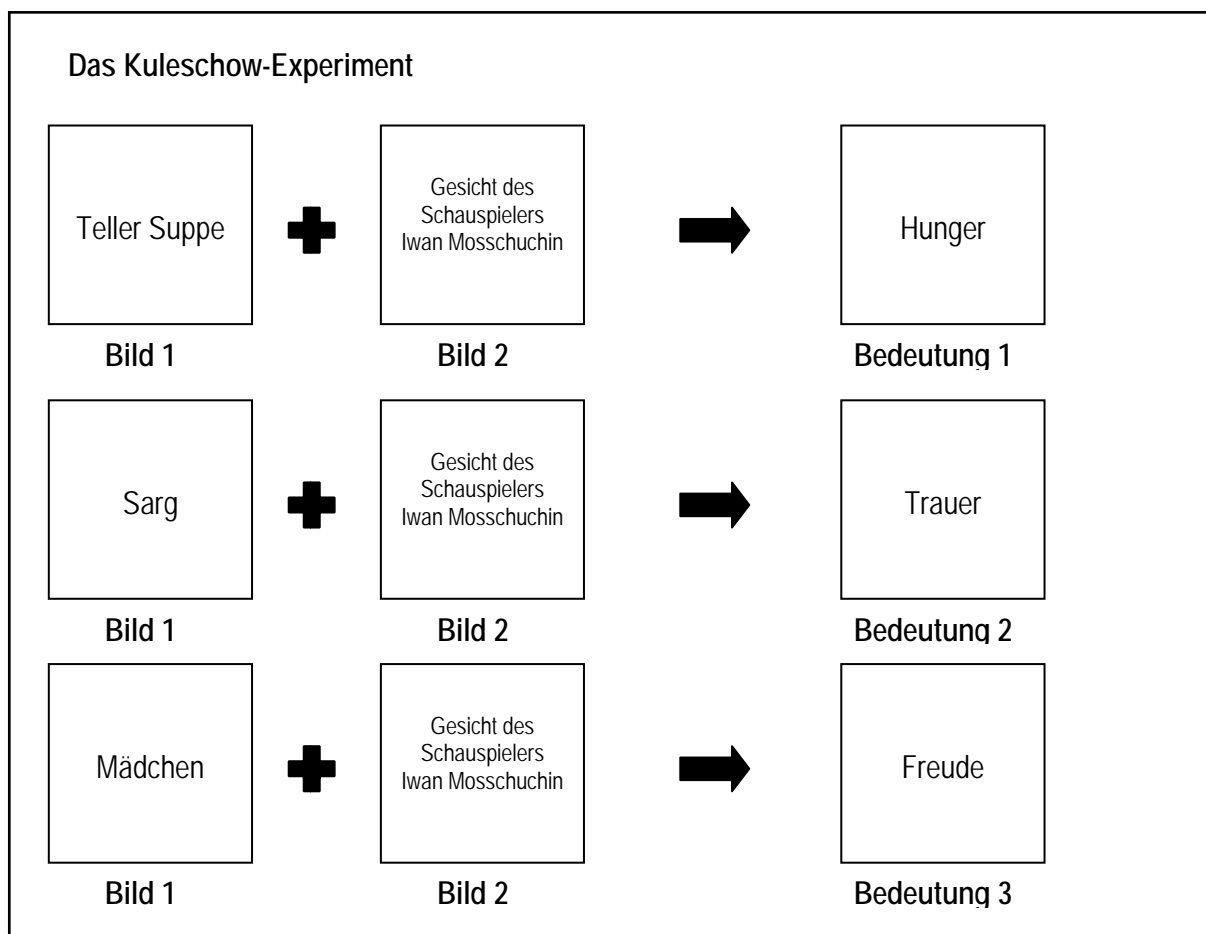 Das Kuleschow-Experiment
Teller Suppe
Gesicht des
Schauspielers
Iwan Mosschuchin
Hunger
Bild 1
Bild 2
Bedeutung 1
Sarg
Gesicht des
Schauspielers
Iwan Mosschuchin
Trauer
Bild 1
Bild 2
Bedeutung 2
Mädchen
Gesicht des
Schauspielers
Iwan Mosschuchin
Freude
Bild 1
Bild 2
Bedeutung 3